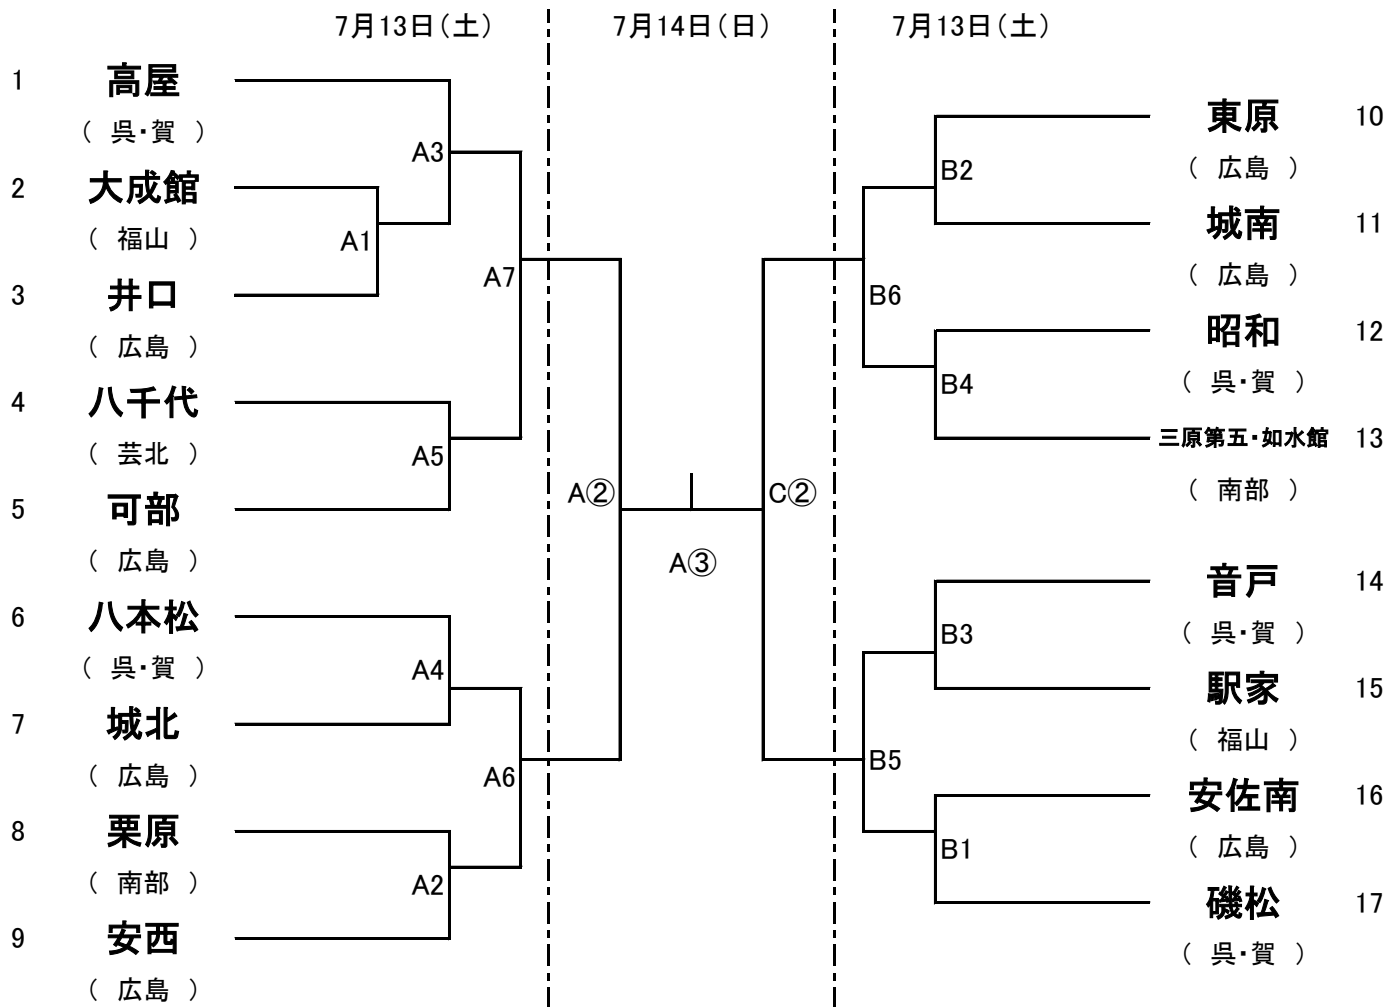 7月13日(土) 7月14日(日) 7月13日(土)
1 高屋
( 呉・賀 )
2 大成館
( 福山 )
3 井口
( 広島 )
4 八千代
( 芸北 )
5 可部
( 広島 )
6 八本松
( 呉・賀 )
7 城北
( 広島 )
8 栗原
( 南部 )
9 安西
( 広島 )
A3
A1
A7
A5
A4
A6
A2
A②
A③
C②
B2
B6
B4
B3
B5
B1
東原 10
( 広島 )
城南 11
( 広島 )
昭和 12
( 呉・賀 )
三原第五・如水館 13
( 南部 )
音戸 14
( 呉・賀 )
駅家 15
( 福山 )
安佐南 16
( 広島 )
磯松 17
( 呉・賀 )